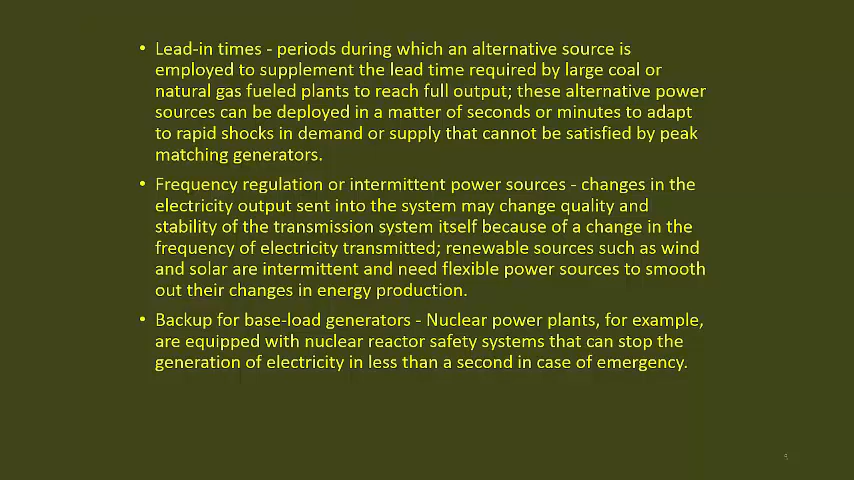 • Lead-in times - periods during which an alternative source is
employed to supplement the lead time required by large coal or
natural gas fueled plants to reach full output; these alternative power
sources can be deployed in a matter of seconds or minutes to adapt
to rapid shocks in demand or supply that cannot be satisfied by peak
matching generators.
• Frequency regulation or intermittent power sources - changes in the
electricity output sent into the system may change quality and
stability of the transmission system itself because of a change in the
frequency of electricity transmitted; renewable sources such as wind
and solar are intermittent and need flexible power sources to smooth
out their changes in energy production.
• Backup for base-load generators - Nuclear power plants, for example,
are equipped with nuclear reactor safety systems that can stop the
generation of electricity in less than a second in case of emergency.
5